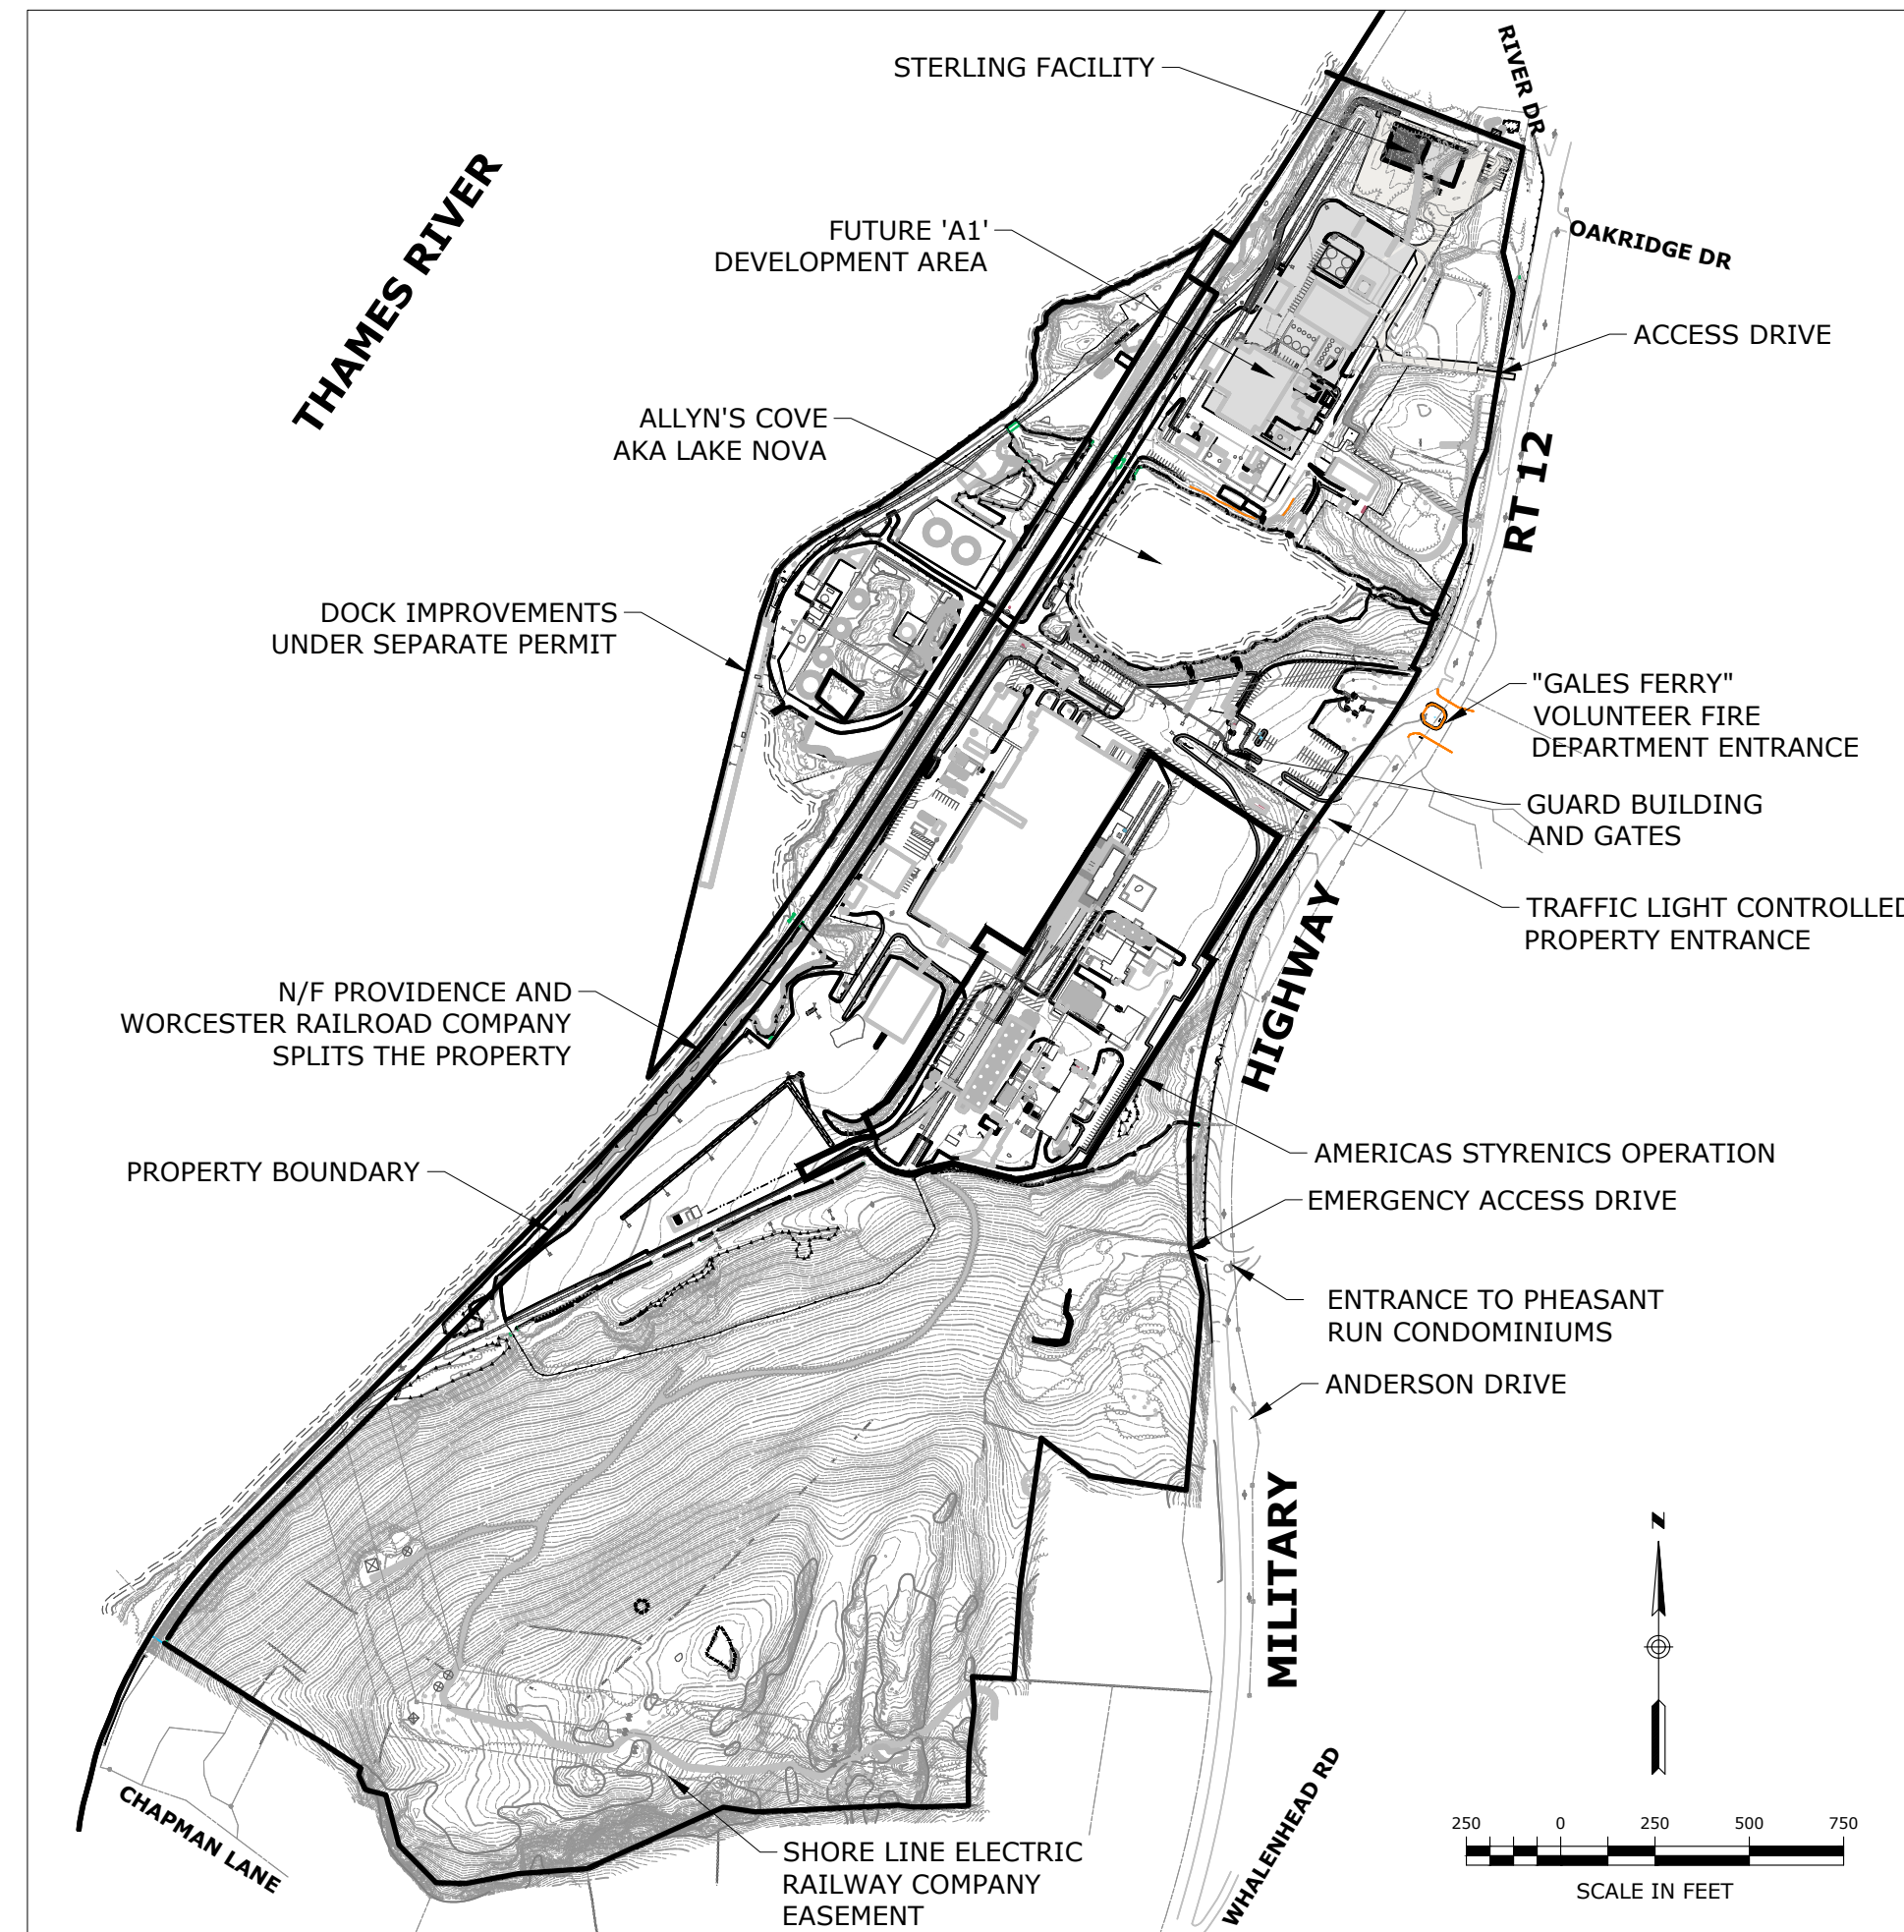 STERLING FACILITY
RIVER DR
THAMES RIVER
FUTURE 'A1'
DEVELOPMENT AREA
OAKRIDGE DR
ACCESS DRIVE
ALLYN'S COVE
AKA LAKE NOVA
RT 12
DOCK IMPROVEMENTS
UNDER SEPARATE PERMIT
"GALES FERRY"
VOLUNTEER FIRE
DEPARTMENT ENTRANCE
GUARD BUILDING
AND GATES
TRAFFIC LIGHT CONTROLLED
PROPERTY ENTRANCE
HIGHWAY
N/F PROVIDENCE AND
WORCESTER RAILROAD COMPANY
SPLITS THE PROPERTY
PROPERTY BOUNDARY
AMERICAS STYRENICS OPERATION
EMERGENCY ACCESS DRIVE
ENTRANCE TO PHEASANT
RUN CONDOMINIUMS
ANDERSON DRIVE
MILITARY
N
CHAPMAN LANE
WHALENHEAD RD
SHORE LINE ELECTRIC
RAILWAY COMPANY
EASEMENT
250 0 250 500 750
SCALE IN FEET